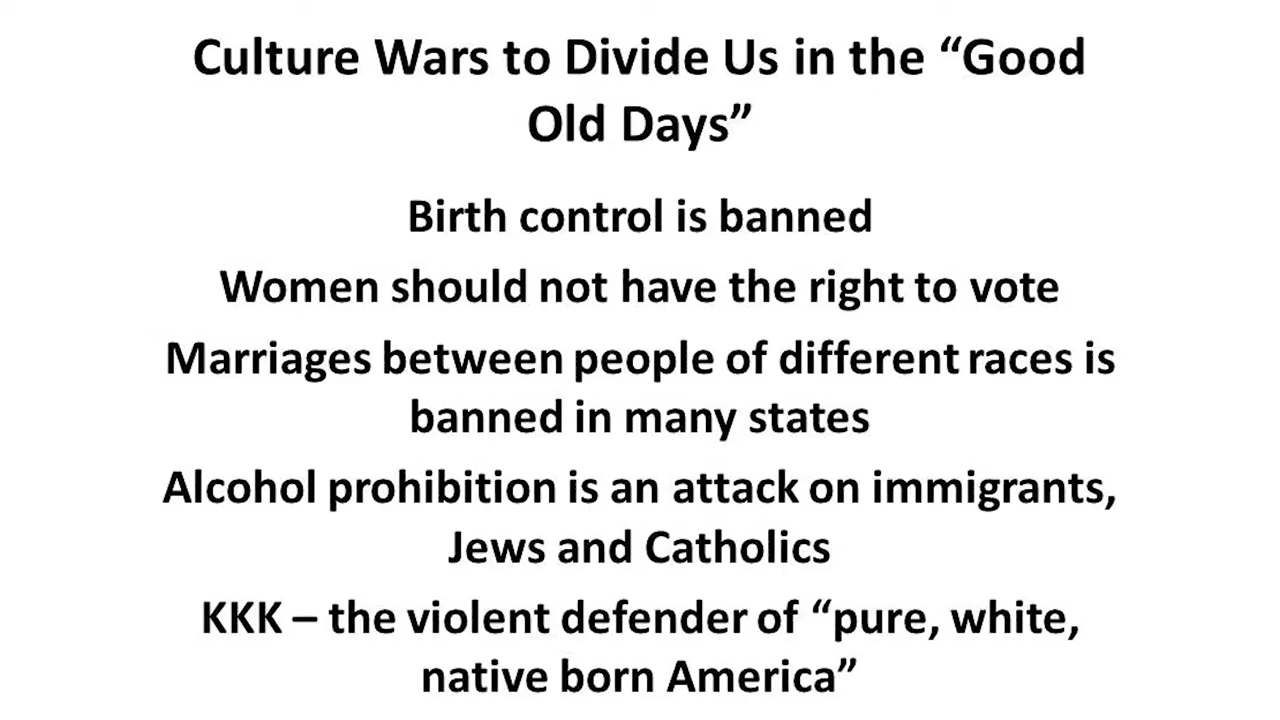 Culture Wars to Divide Us in the “Good
Old Days”
Birth control is banned
Women should not have the right to vote
Marriages between people of different races is
banned in many states
Alcohol prohibition is an attack on immigrants,
Jews and Catholics
KKK – the violent defender of “pure, white,
native born America”